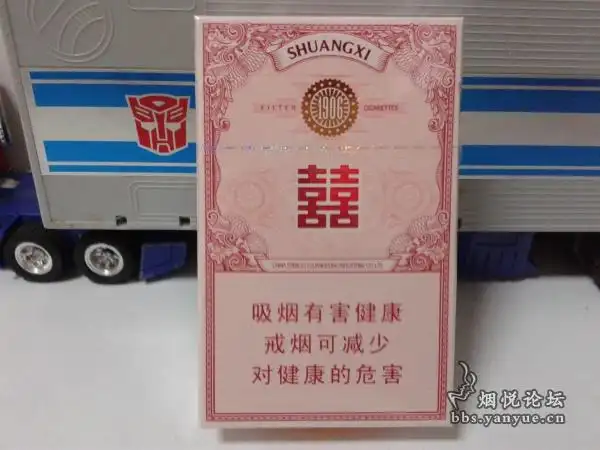 SHUANGXI
FILTER 1906 CIGARETTES
囍
吸烟有害健康
戒烟可减少
对健康的危害
烟悦论坛
bbs.yanyue.cn